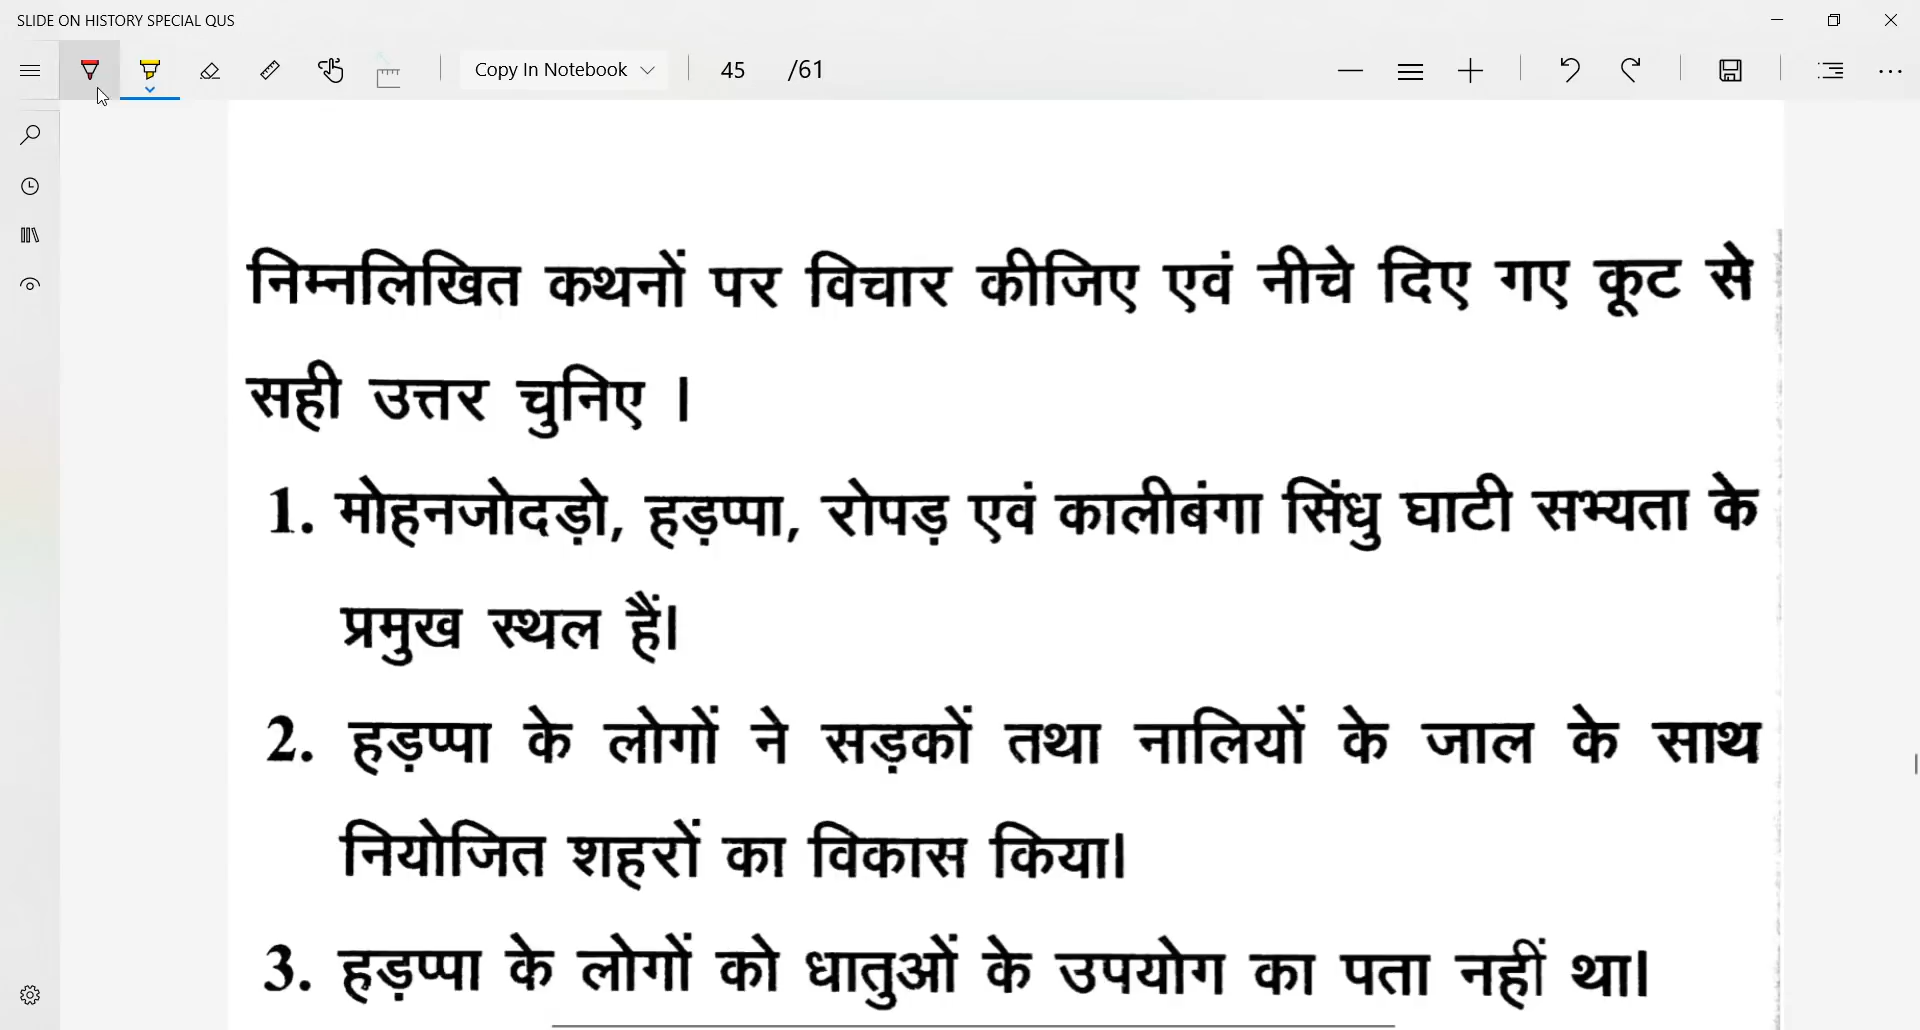 SLIDE ON HISTORY SPECIAL QUS
Copy In Notebook 45 /61
निम्नलिखित कथनों पर विचार कीजिए एवं नीचे दिए गए कूट से
सही उत्तर चुनिए ।
1. मोहनजोदड़ो, हड़प्पा, रोपड़ एवं कालीबंगा सिंधु घाटी सभ्यता के
प्रमुख स्थल हैं।
2. हड़प्पा के लोगों ने सड़कों तथा नालियों के जाल के साथ
नियोजित शहरों का विकास किया।
3. हड़प्पा के लोगों को धातुओं के उपयोग का पता नहीं था।